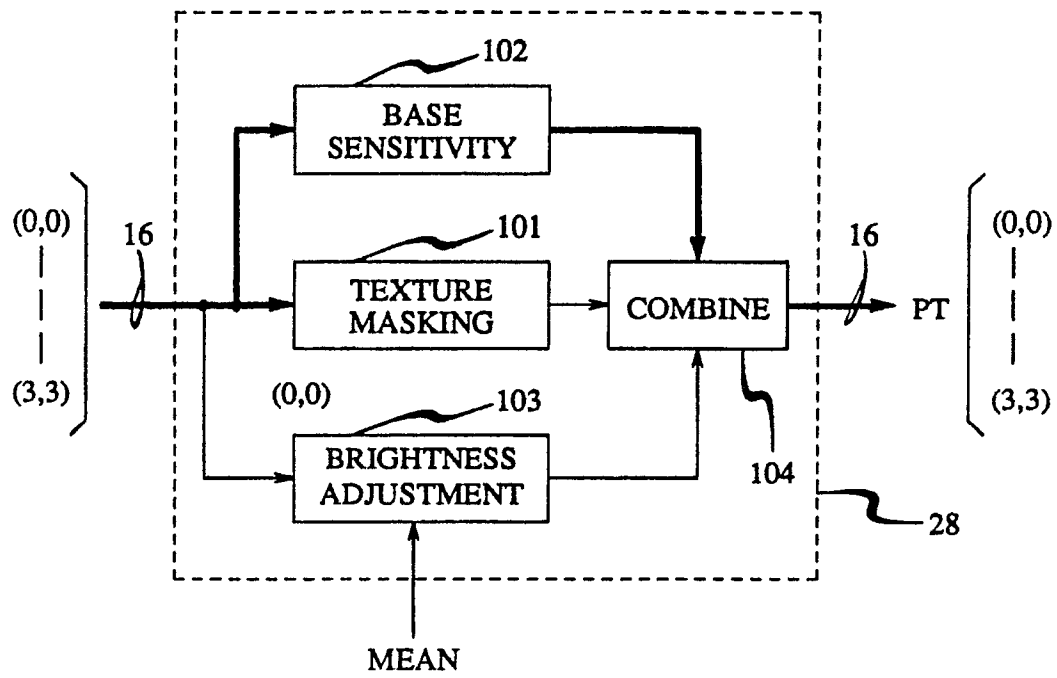 102
BASE
SENSITIVITY
(0,0)
(3,3)
16
101
TEXTURE
MASKING
COMBINE
16
PT
(0,0)
(3,3)
(0,0)
103
BRIGHTNESS
ADJUSTMENT
104
28
MEAN